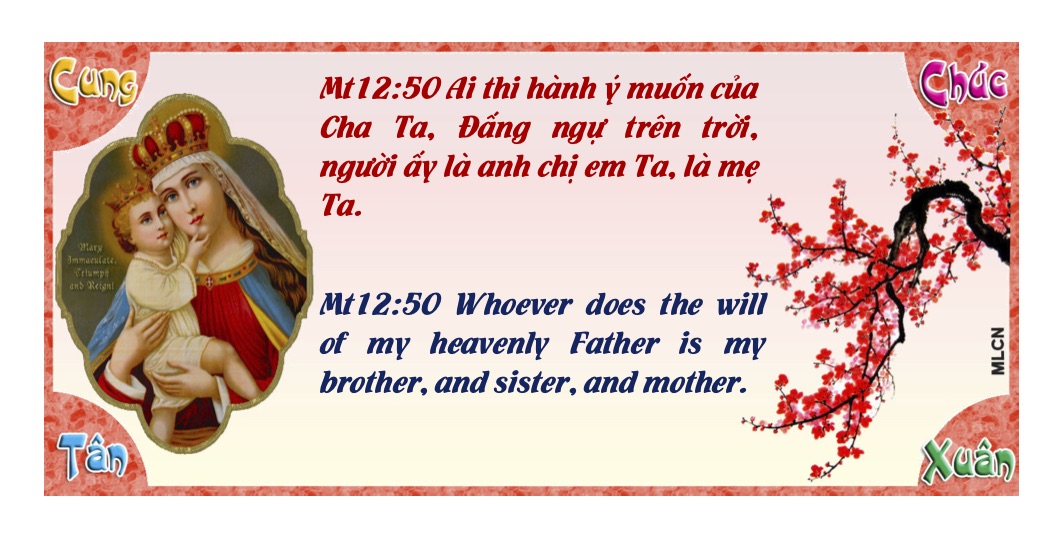 Cung
Chúc
Mt12:50 Ai thi hành ý muốn của
Cha Ta, Đấng ngự trên trời,
người ấy là anh chị em Ta, là mẹ
Ta.
Mary
Immaculate,
Triumph
and Reign!
Mt12:50 Whoever does the will
of my heavenly Father is my
brother, and sister, and mother.
MLCN
Tân
Xuân